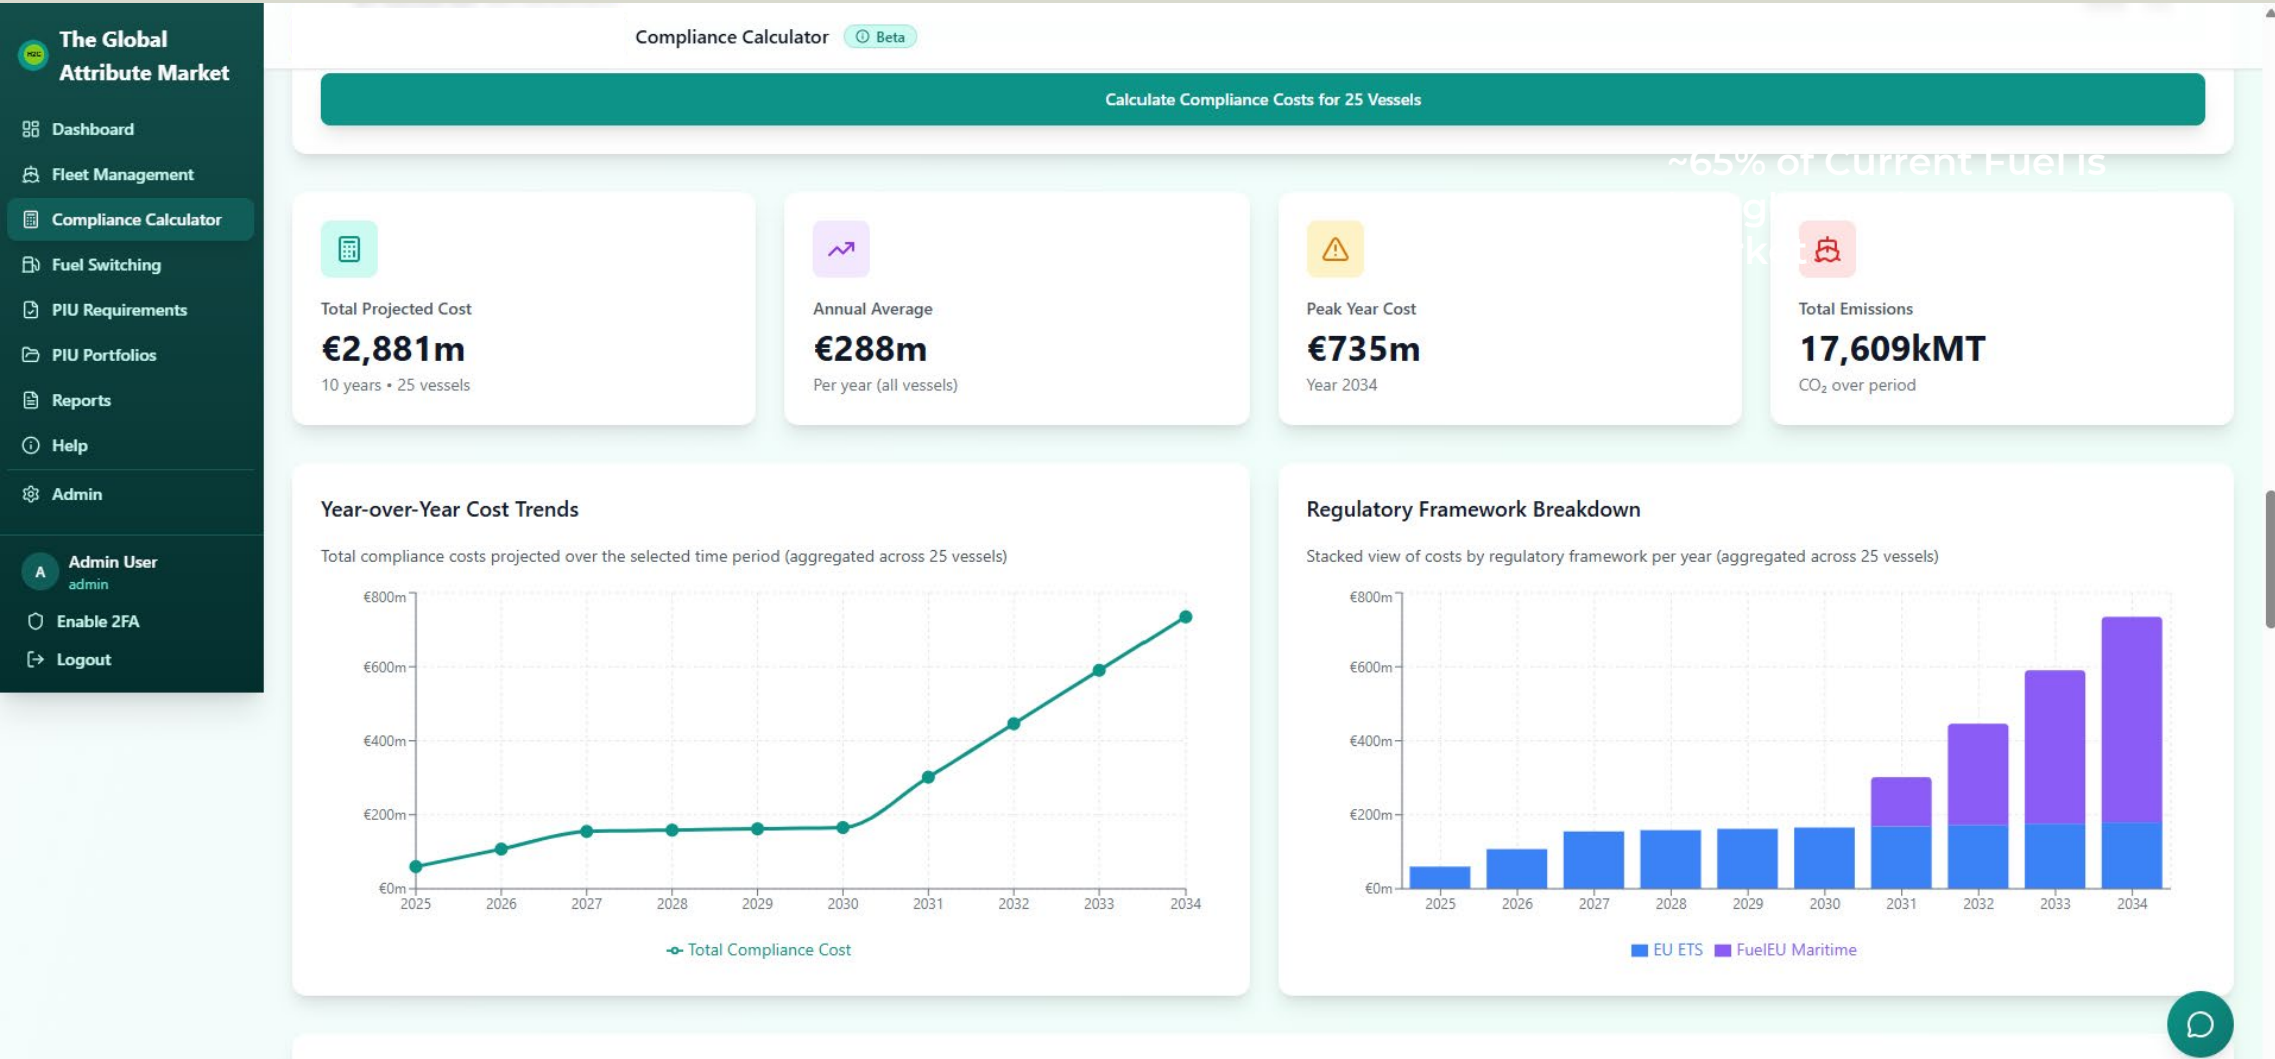 The Global
Attribute Market
H2C
Dashboard
Fleet Management
Compliance Calculator
Fuel Switching
PIU Requirements
PIU Portfolios
Reports
Help
Admin
A
Admin User
admin
Enable 2FA
Logout
Compliance Calculator
Beta
Calculate Compliance Costs for 25 Vessels
~65% of Current Fuel is
Total Projected Cost
€2,881m
10 years • 25 vessels
Annual Average
€288m
Per year (all vessels)
Peak Year Cost
€735m
Year 2034
Total Emissions
17,609kMT
CO₂ over period
Year-over-Year Cost Trends
Total compliance costs projected over the selected time period (aggregated across 25 vessels)
€800m
€600m
€400m
€200m
€0m
2025 2026 2027 2028 2029 2030 2031 2032 2033 2034
Total Compliance Cost
Regulatory Framework Breakdown
Stacked view of costs by regulatory framework per year (aggregated across 25 vessels)
€800m
€600m
€400m
€200m
€0m
2025 2026 2027 2028 2029 2030 2031 2032 2033 2034
EU ETS FuelEU Maritime